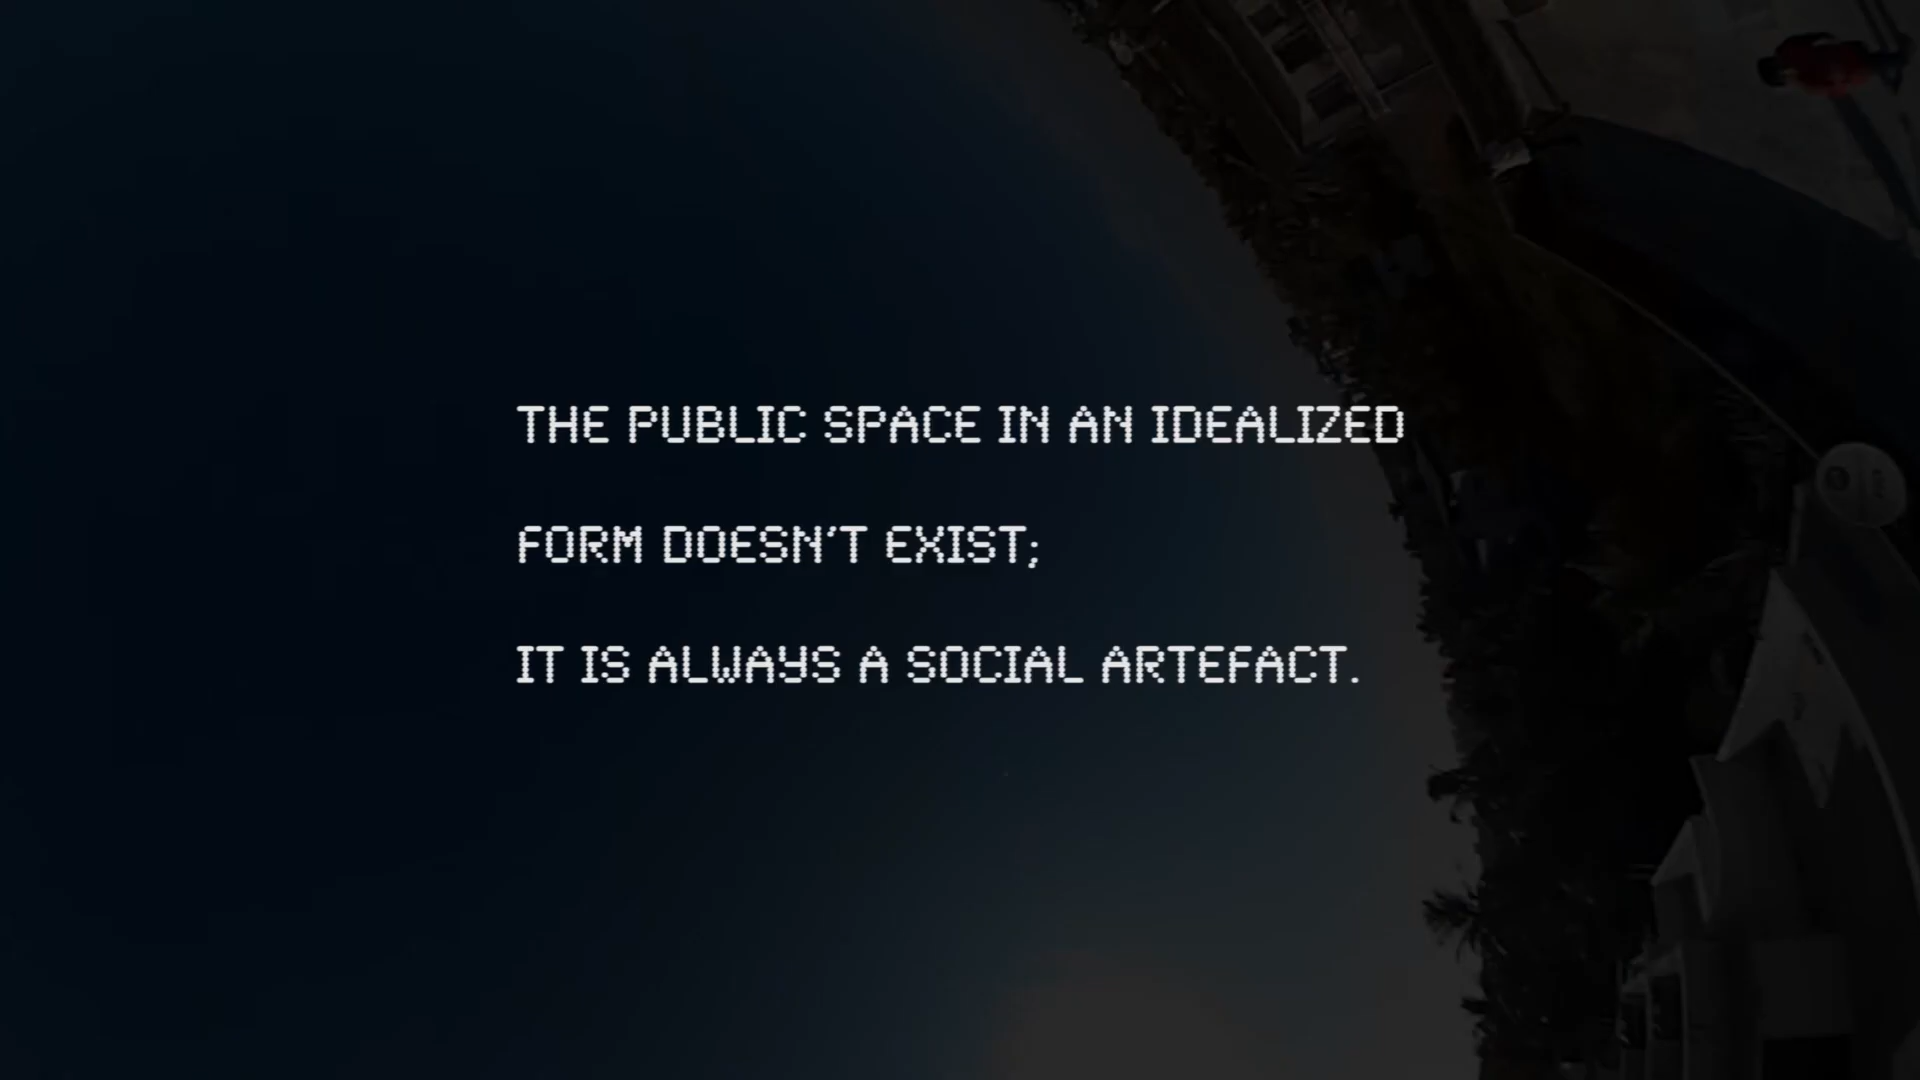 THE PUBLIC SPACE IN AN IDEALIZED
FORM DOESN'T EXIST;
IT IS ALWAYS A SOCIAL ARTEFACT.